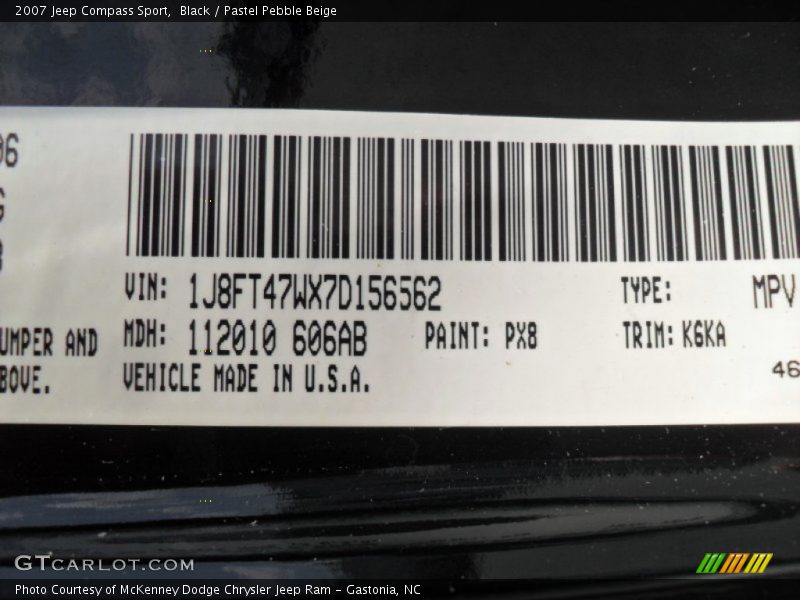 2007 Jeep Compass Sport,  Black / Pastel Pebble Beige
06
VIN: 1J8FT47WX7D156562 TYPE: MPV
UMPER AND MDH: 112010 606AB PAINT: PX8 TRIM: K6KA
BOVE. VEHICLE MADE IN U.S.A. 46
GTCARLOT.COM
Photo Courtesy of McKenney Dodge Chrysler Jeep Ram – Gastonia, NC